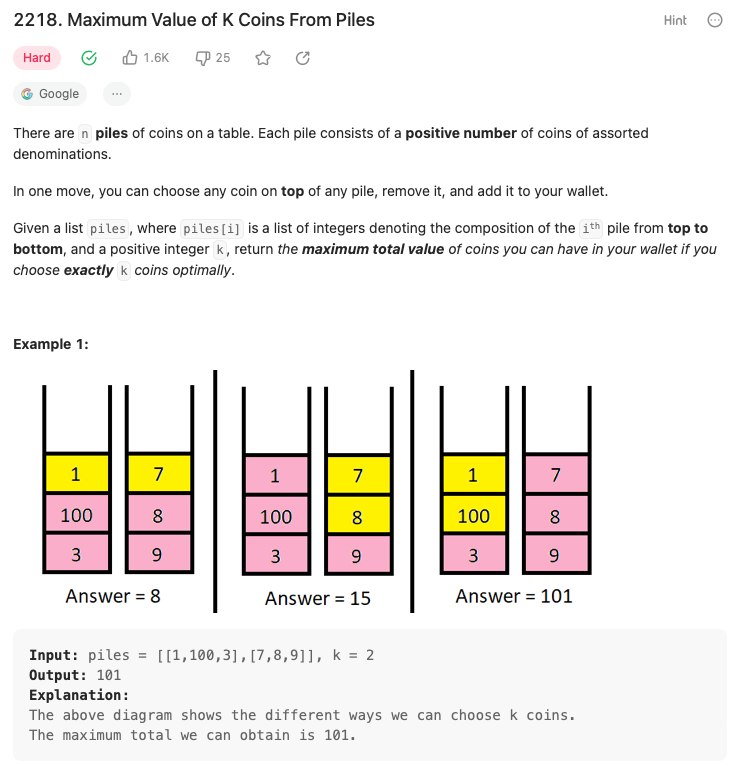 2218. Maximum Value of K Coins From Piles
Hint
Hard
1.6K
25
Google
...
There are n piles of coins on a table. Each pile consists of a positive number of coins of assorted
denominations.
In one move, you can choose any coin on top of any pile, remove it, and add it to your wallet.
Given a list piles, where piles[i] is a list of integers denoting the composition of the ith pile from top to
bottom, and a positive integer k, return the maximum total value of coins you can have in your wallet if you
choose exactly k coins optimally.
Example 1:
1 7 1 7 1 7
100 8 100 8 100 8
3 9 3 9 3 9
Answer = 8 Answer = 15 Answer = 101
Input: piles = [[1,100,3],[7,8,9]], k = 2
Output: 101
Explanation:
The above diagram shows the different ways we can choose k coins.
The maximum total we can obtain is 101.